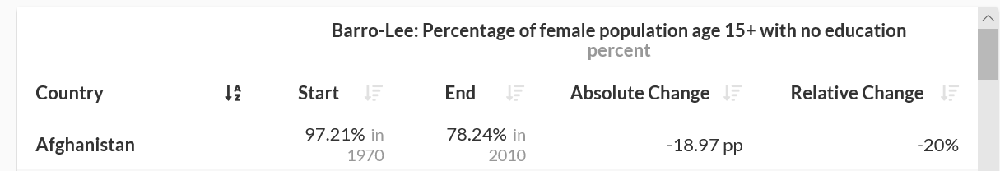 Barro-Lee: Percentage of female population age 15+ with no education
percent
Country Start End Absolute Change Relative Change
Afghanistan 97.21% in 1970 78.24% in 2010 -18.97 pp -20%